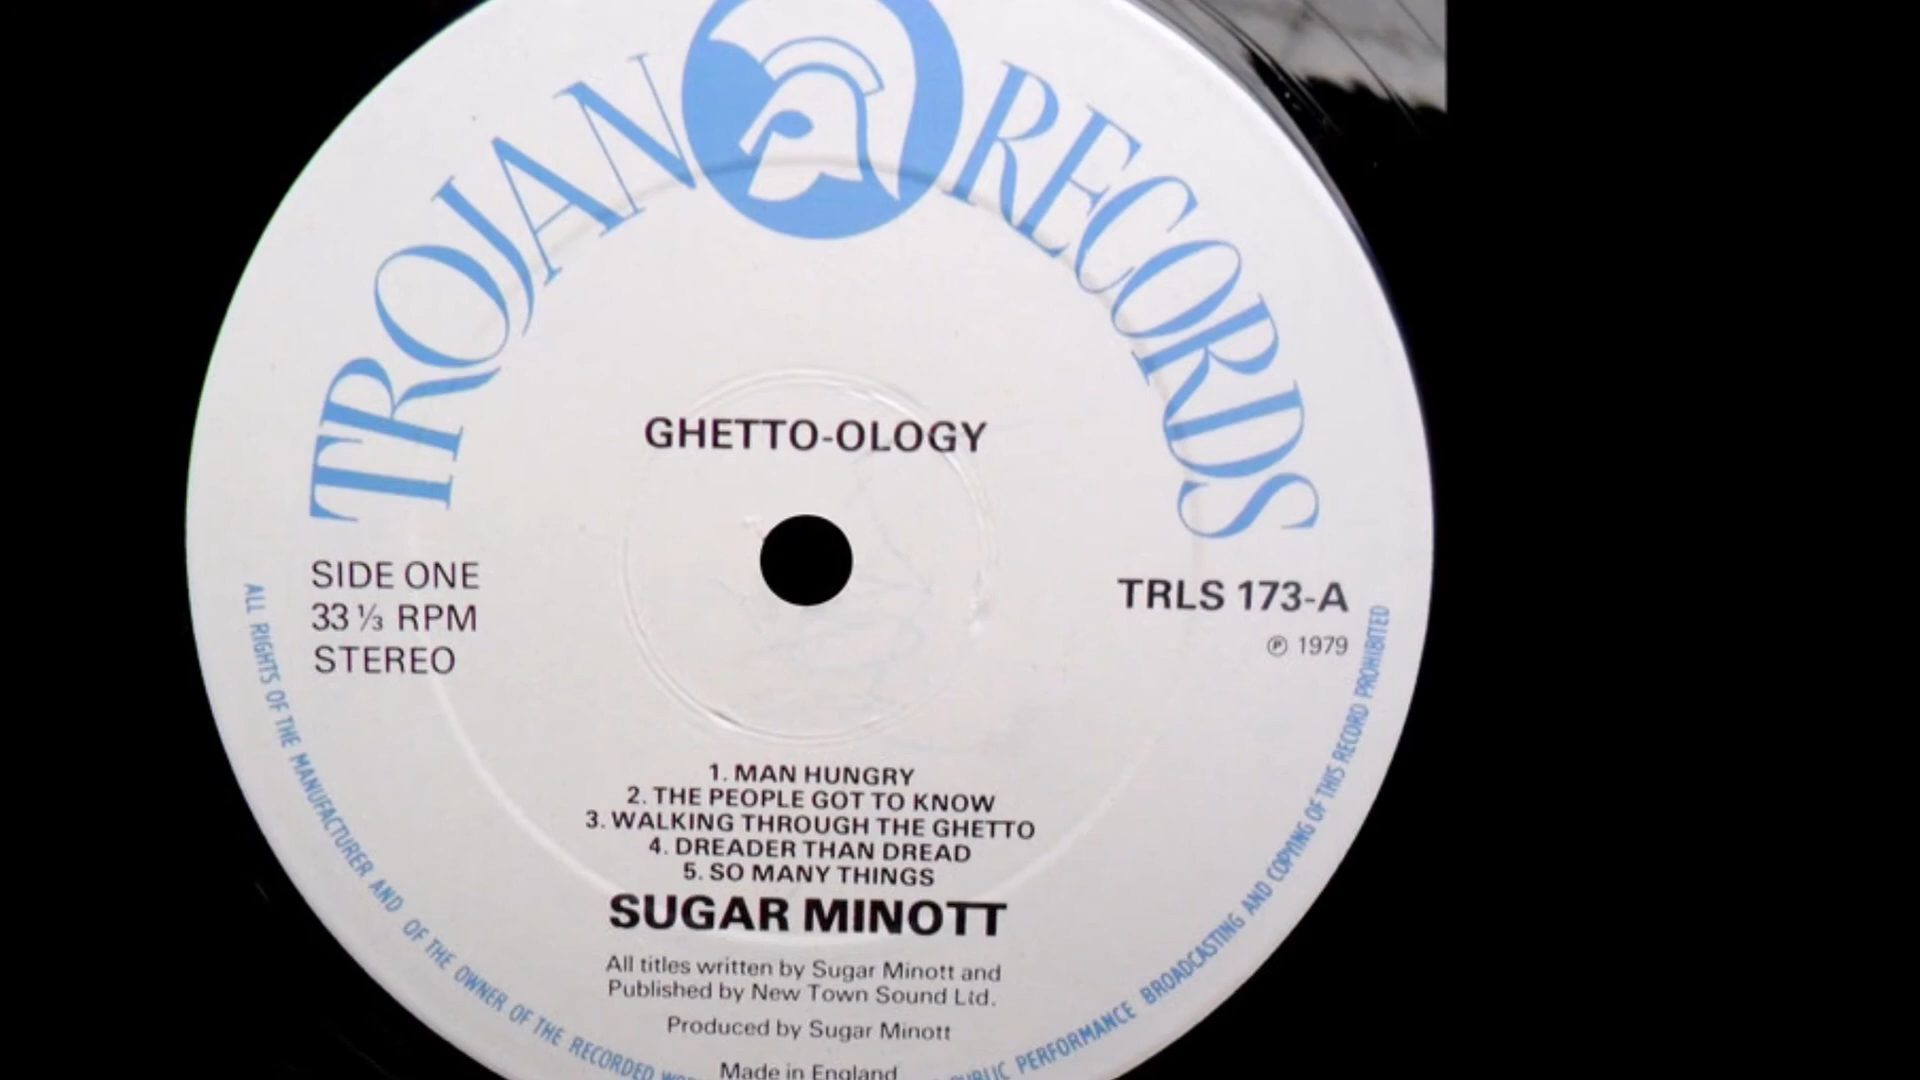 TROJAN RECORDS
GHETTO-OLOGY
SIDE ONE
33 ⅓ RPM
STEREO
TRLS 173-A
℗ 1979
1. MAN HUNGRY
2. THE PEOPLE GOT TO KNOW
3. WALKING THROUGH THE GHETTO
4. DREADER THAN DREAD
5. SO MANY THINGS
SUGAR MINOTT
All titles written by Sugar Minott and
Published by New Town Sound Ltd.
Produced by Sugar Minott
Made in England
ALL RIGHTS OF THE MANUFACTURER AND OF THE OWNER OF THE RECORDED
PUBLIC PERFORMANCE BROADCASTING AND COPYING OF THIS RECORD PROHIBITED